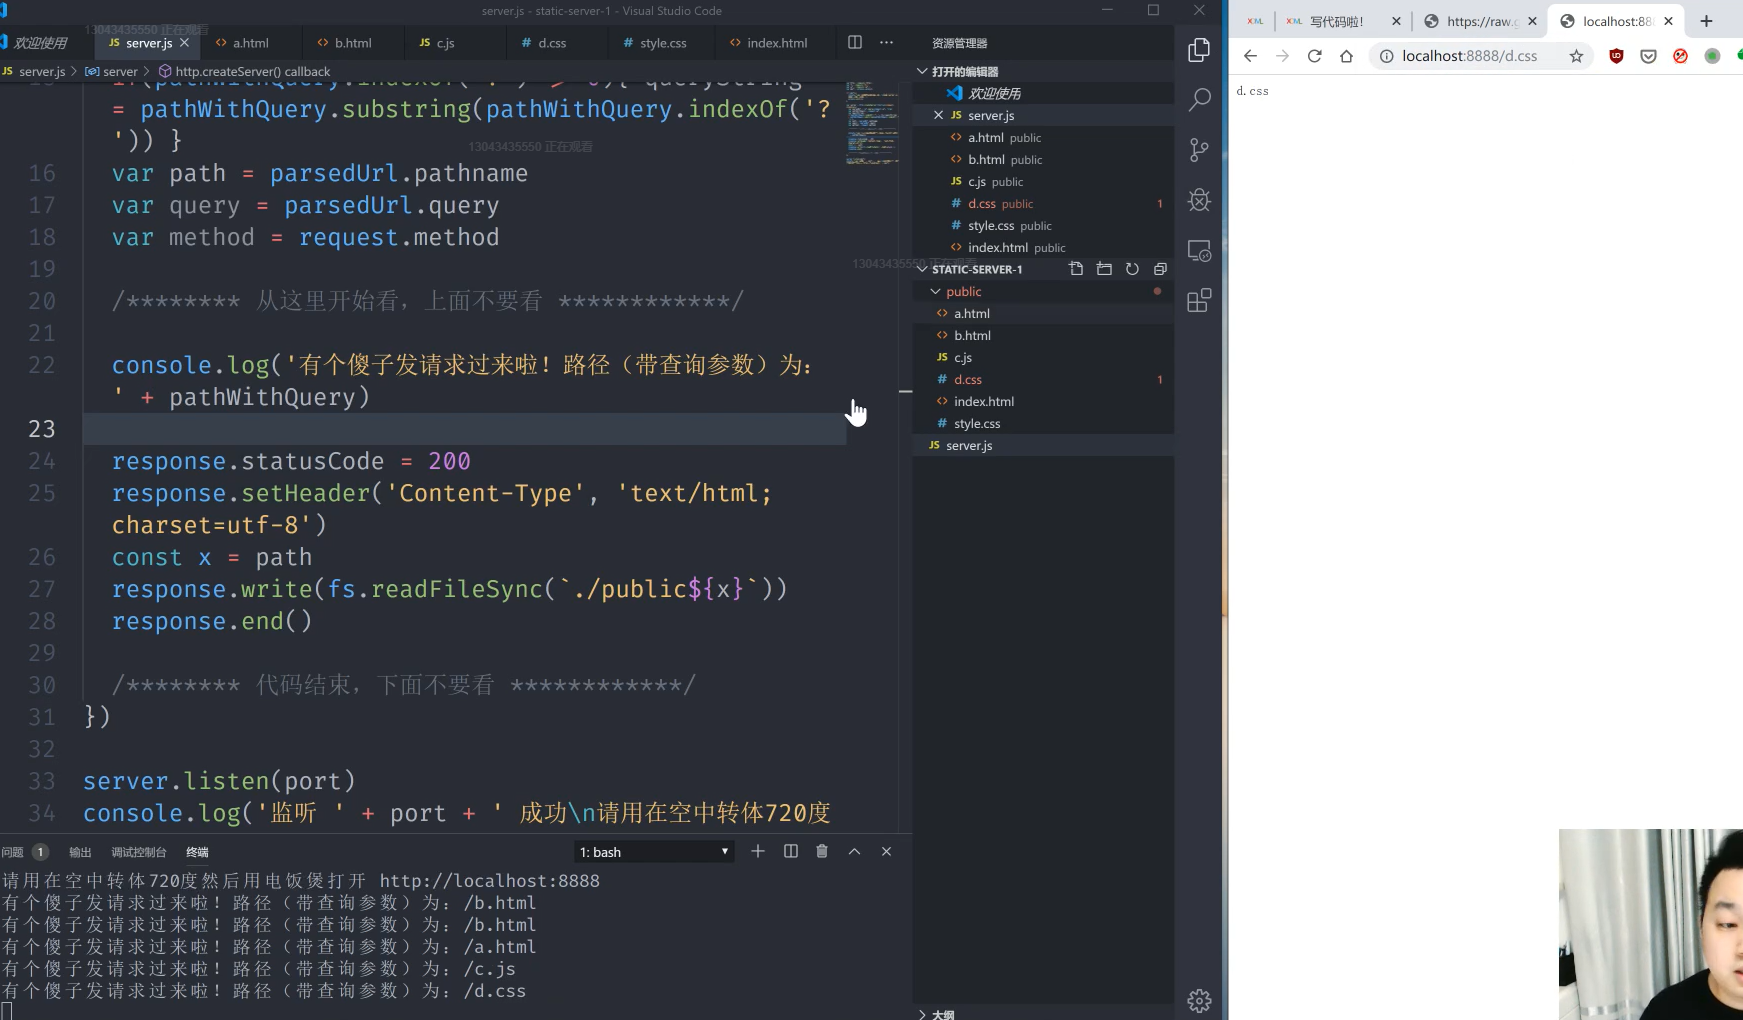 server.js - static-server-1 - Visual Studio Code
欢迎使用
JS server.js
a.html
b.html
JS c.js
# d.css
# style.css
index.html
13043435550 正在观看
JS server.js > server > http.createServer() callback
= pathWithQuery.substring(pathWithQuery.indexOf('?
')) }
13043435550 正在观看
16 var path = parsedUrl.pathname
17 var query = parsedUrl.query
18 var method = request.method
19
20 /******** 从这里开始看，上面不要看 ************/
21
22 console.log('有个傻子发请求过来啦！路径（带查询参数）为：
' + pathWithQuery)
23
24 response.statusCode = 200
25 response.setHeader('Content-Type', 'text/html;
charset=utf-8')
26 const x = path
27 response.write(fs.readFileSync(`./public${x}`))
28 response.end()
29
30 /******** 代码结束，下面不要看 ************/
31 })
32
33 server.listen(port)
34 console.log('监听 ' + port + ' 成功\n请用在空中转体720度
问题 1
输出
调试控制台
终端
1: bash
请用在空中转体720度然后用电饭煲打开 http://localhost:8888
有个傻子发请求过来啦！路径（带查询参数）为：/b.html
有个傻子发请求过来啦！路径（带查询参数）为：/b.html
有个傻子发请求过来啦！路径（带查询参数）为：/a.html
有个傻子发请求过来啦！路径（带查询参数）为：/c.js
有个傻子发请求过来啦！路径（带查询参数）为：/d.css
资源管理器
打开的编辑器
欢迎使用
JS server.js
a.html public
b.html public
JS c.js public
# d.css public 1
# style.css public
index.html public
13043435550 正在观看
STATIC-SERVER-1
public
a.html
b.html
JS c.js
# d.css 1
index.html
# style.css
JS server.js
大纲
XML
XML 写代码啦!
https://raw.g
localhost:888
localhost:8888/d.css
d.css